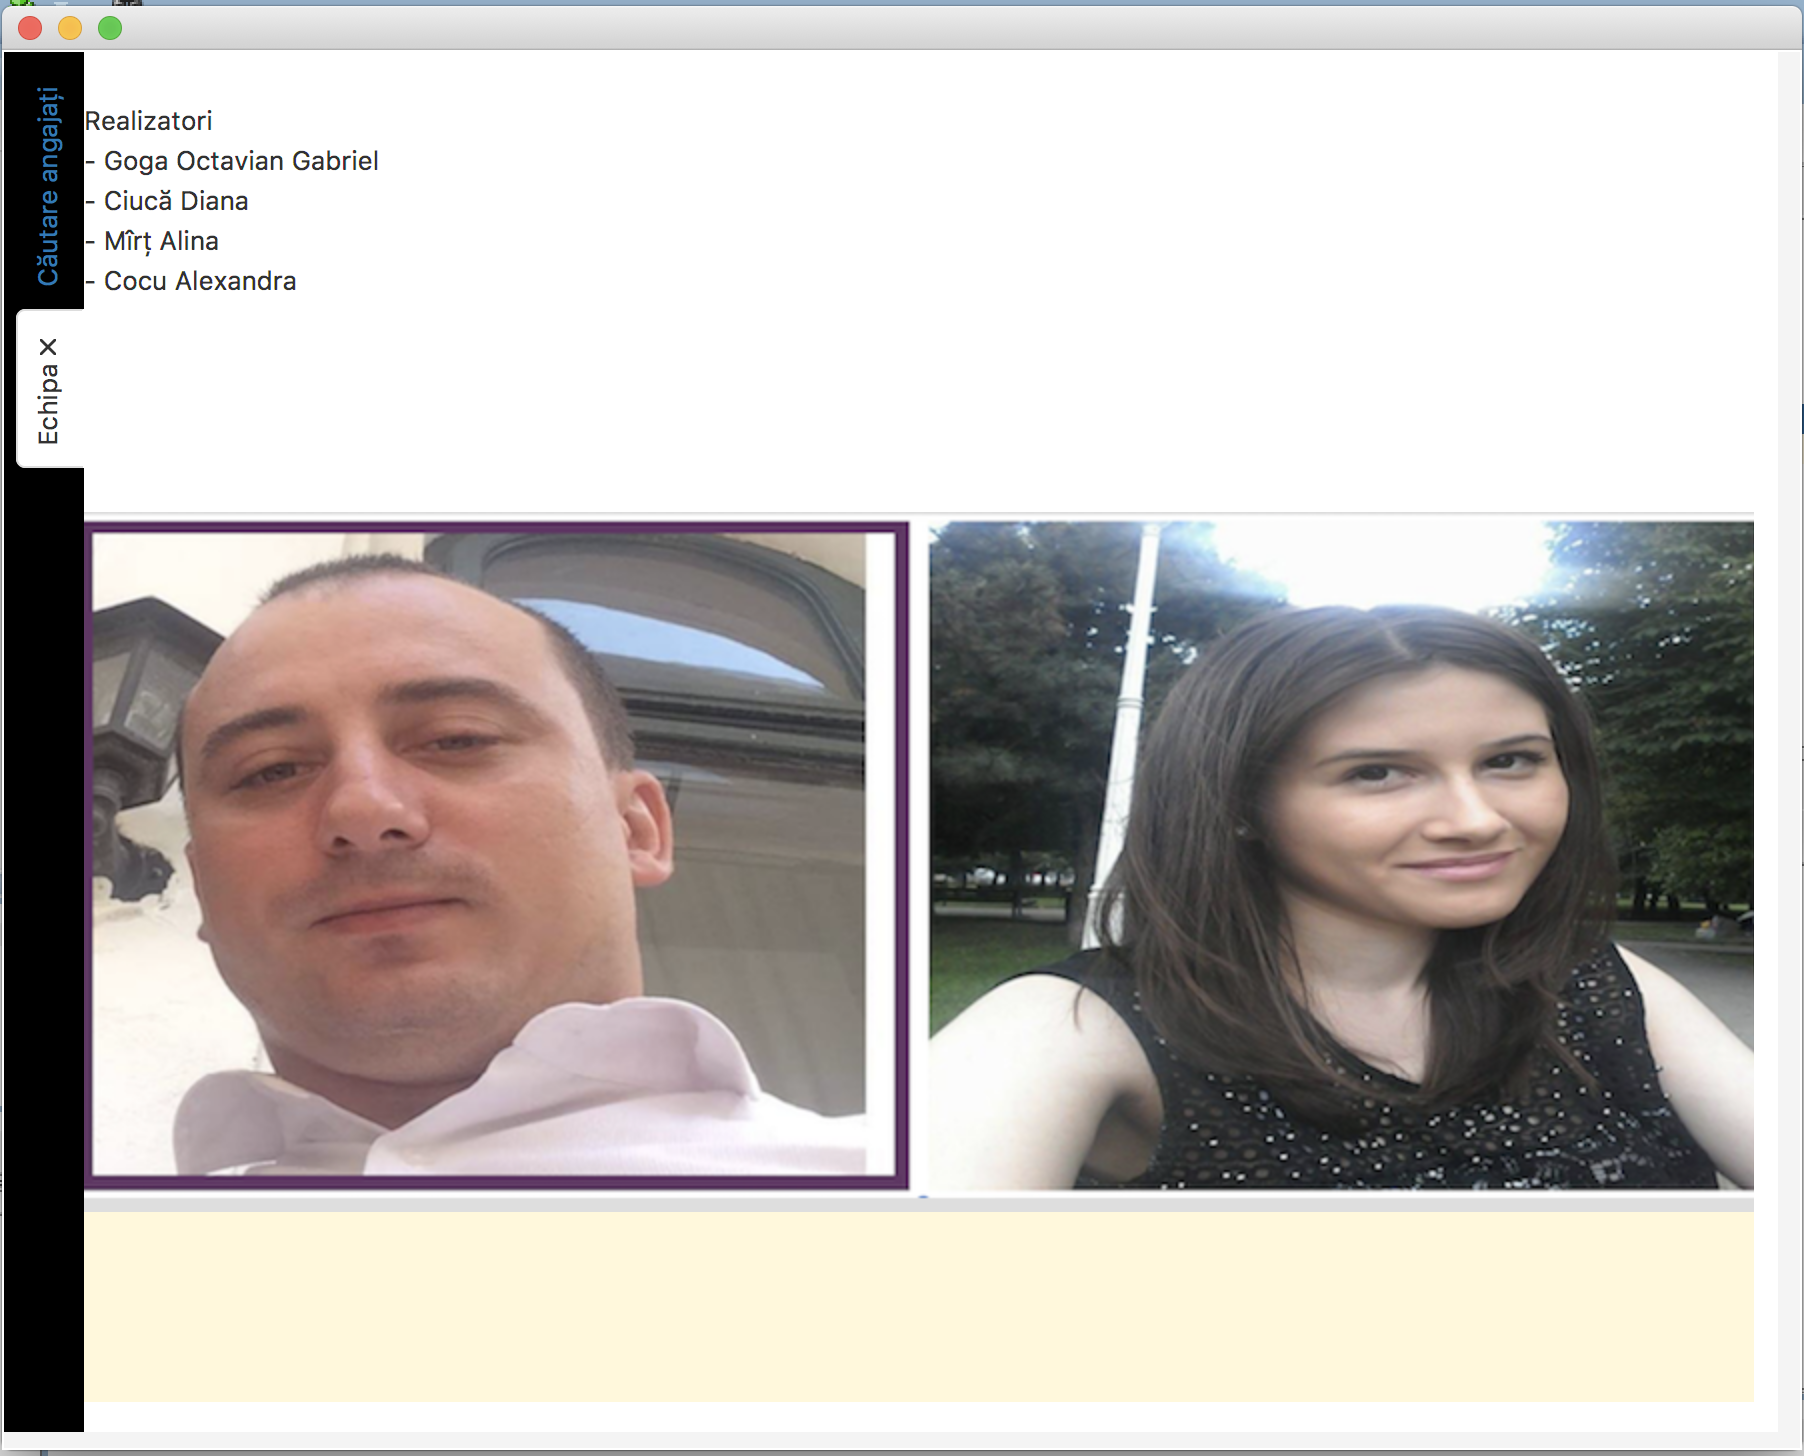 Căutare angajați
Echipa ×
Realizatori
- Goga Octavian Gabriel
- Ciucă Diana
- Mîrț Alina
- Cocu Alexandra